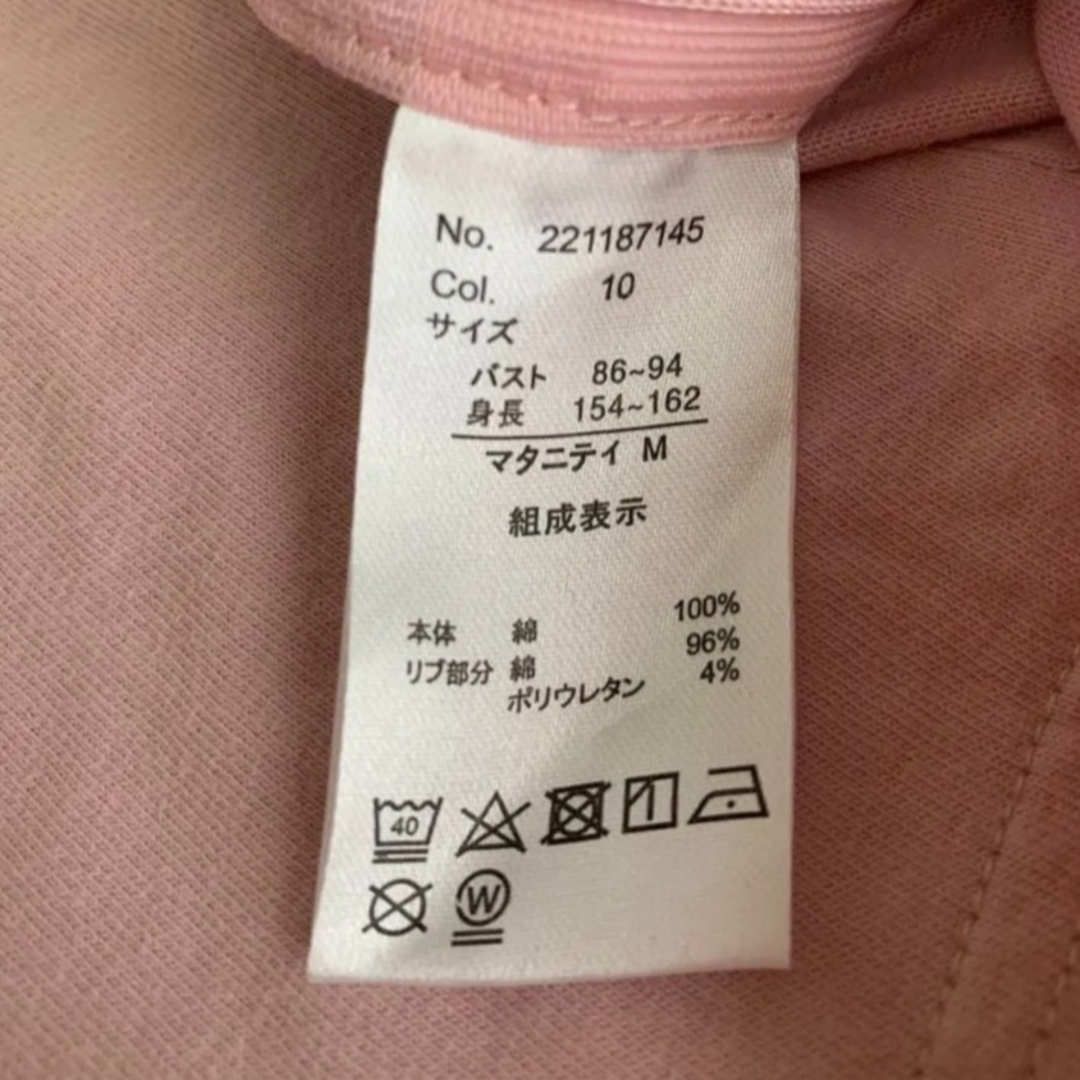 No. 221187145
Col. 10
サイズ
バスト 86~94
身長 154~162
マタニティ M
組成表示
本体 綿 100%
リブ部分 綿 96%
ポリウレタン 4%
40
W